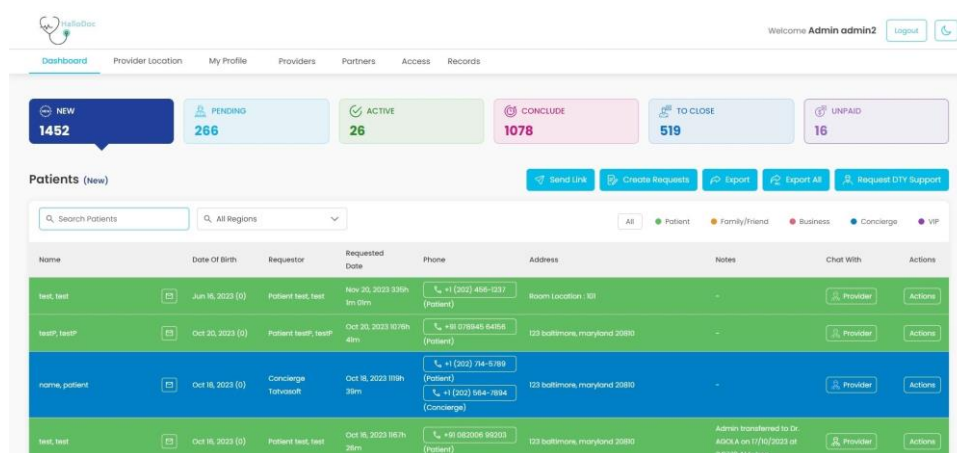 HelloDoc
Welcome Admin admin2 Logout
Dashboard Provider Location My Profile Providers Partners Access Records
NEW PENDING ACTIVE CONCLUDE TO CLOSE UNPAID
1452 266 26 1078 519 16
Patients (New) Send Link Create Requests Export Export All Request DTY Support
Search Patients All Regions All Patient Family/Friend Business Concierge VIP
Name Date Of Birth Requestor Requested Date Phone Address Notes Chat With Actions
test, test Jun 16, 2023 (0) Patient test, test Nov 20, 2023 335h 1m 01m +1 (202) 456-1237 (Patient) Room Location : 101 - Provider Actions
testP, testP Oct 20, 2023 (0) Patient testP, testP Oct 20, 2023 1076h 41m +91 078945 64156 (Patient) 123 baltimore, maryland 20810 - Provider Actions
name, patient Oct 18, 2023 (0) Concierge Tatvasoft Oct 18, 2023 1119h 39m +1 (202) 714-5789 (Patient) +1 (202) 564-7894 (Concierge) 123 baltimore, maryland 20810 - Provider Actions
test, test Oct 16, 2023 (0) Patient test, test Oct 16, 2023 1167h 26m +91 082006 99203 (Patient) 123 baltimore, maryland 20810 Admin transferred to Dr. AGOLA on 17/10/2023 at Provider Actions